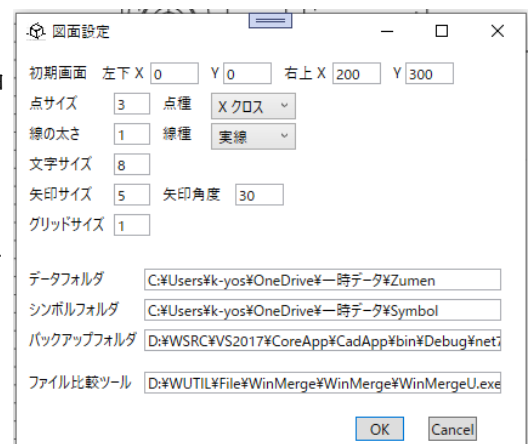 図面設定
初期画面 左下 X 0 Y 0 右上 X 200 Y 300
点サイズ 3 点種 X クロス
線の太さ 1 線種 実線
文字サイズ 8
矢印サイズ 5 矢印角度 30
グリッドサイズ 1
データフォルダ C:¥Users¥k-yos¥OneDrive¥一時データ¥Zumen
シンボルフォルダ C:¥Users¥k-yos¥OneDrive¥一時データ¥Symbol
バックアップフォルダ D:¥WSRC¥VS2017¥CoreApp¥CadApp¥bin¥Debug¥net7
ファイル比較ツール D:¥WUTIL¥File¥WinMerge¥WinMerge¥WinMergeU.exe
OK Cancel